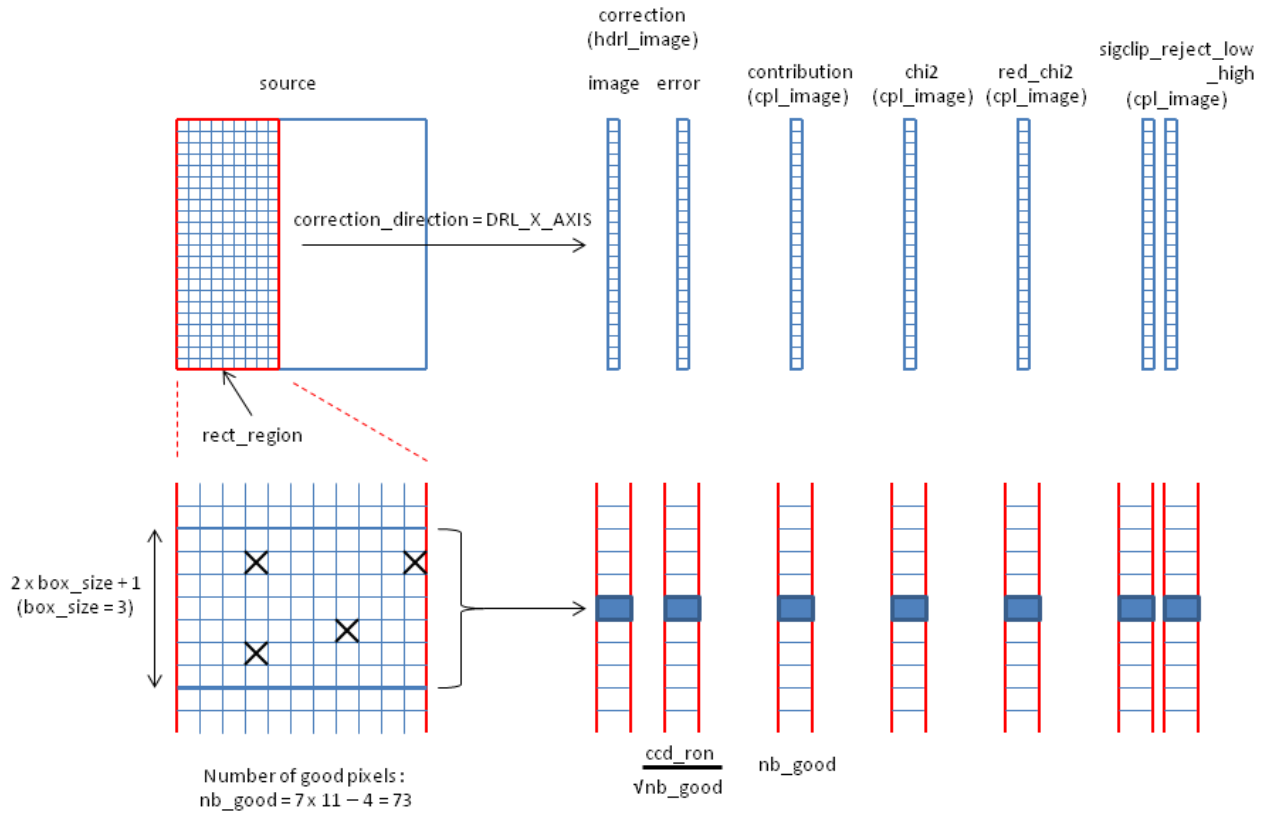 correction
(hdrl_image)
source
image
error
contribution
(cpl_image)
chi2
(cpl_image)
red_chi2
(cpl_image)
sigclip_reject_low
_high
(cpl_image)
correction_direction = DRL_X_AXIS
rect_region
2 x box_size + 1
(box_size = 3)
ccd_ron
√nb_good
nb_good
Number of good pixels :
nb_good = 7 x 11 – 4 = 73